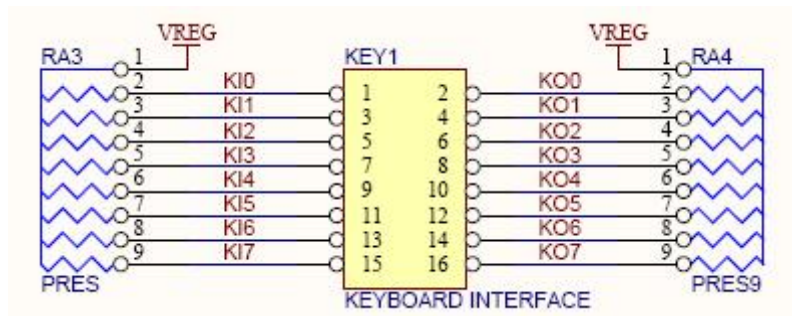 VREG VREG
RA3 1 KEY1 1 RA4
2 KI0 1 2 KO0 2
3 KI1 3 4 KO1 3
4 KI2 5 6 KO2 4
5 KI3 7 8 KO3 5
6 KI4 9 10 KO4 6
7 KI5 11 12 KO5 7
8 KI6 13 14 KO6 8
9 KI7 15 16 KO7 9
PRES KEYBOARD INTERFACE PRES9